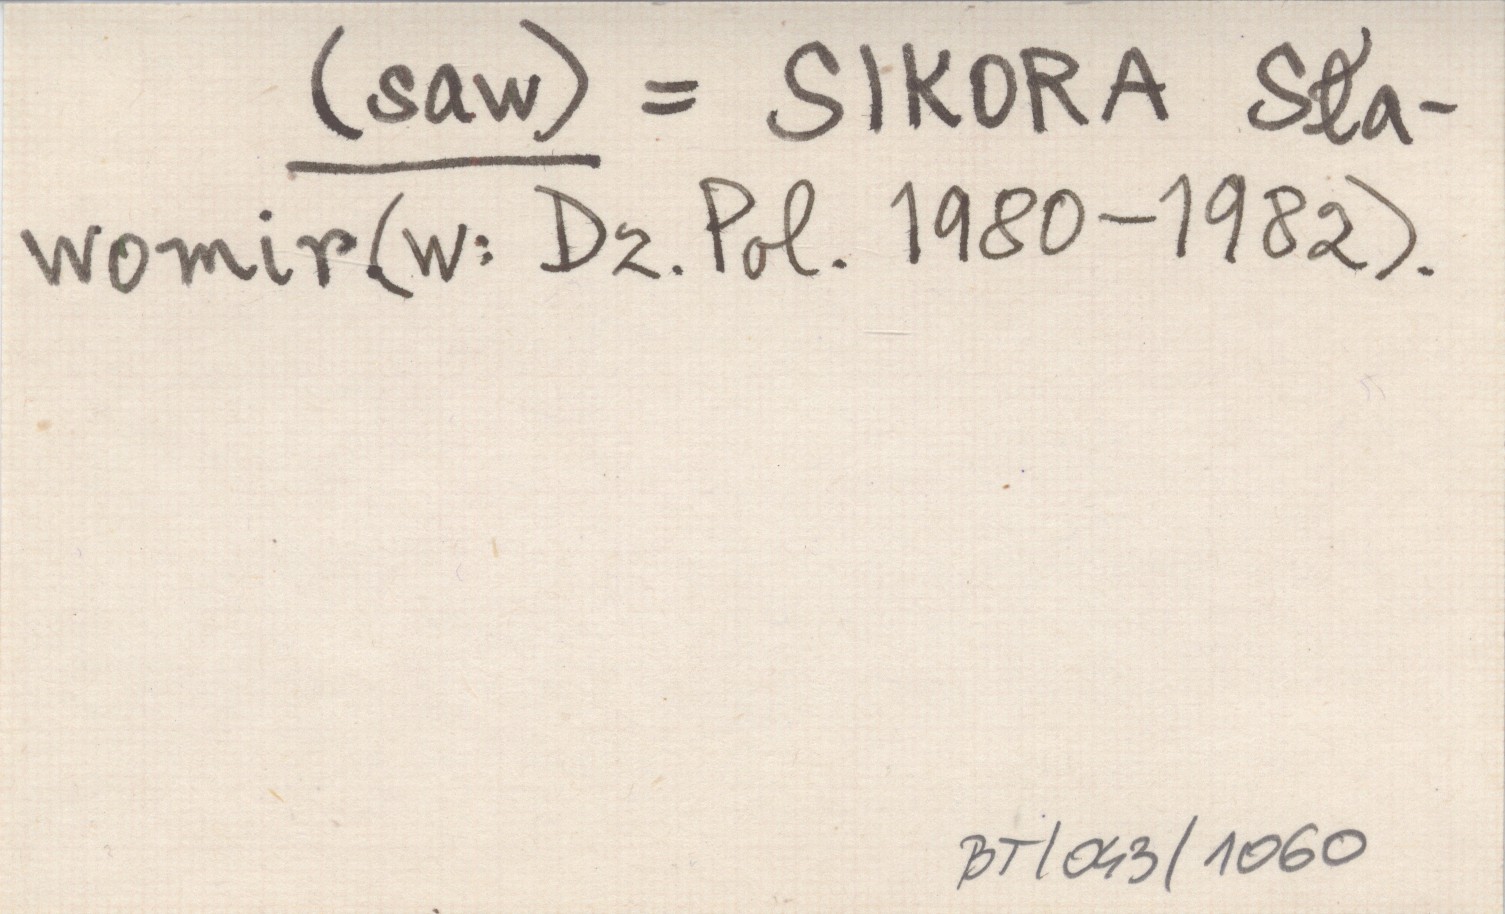 (saw) = SIKORA Sła-
womir (w: Dz. Pol. 1980-1982).
BT/043/1060